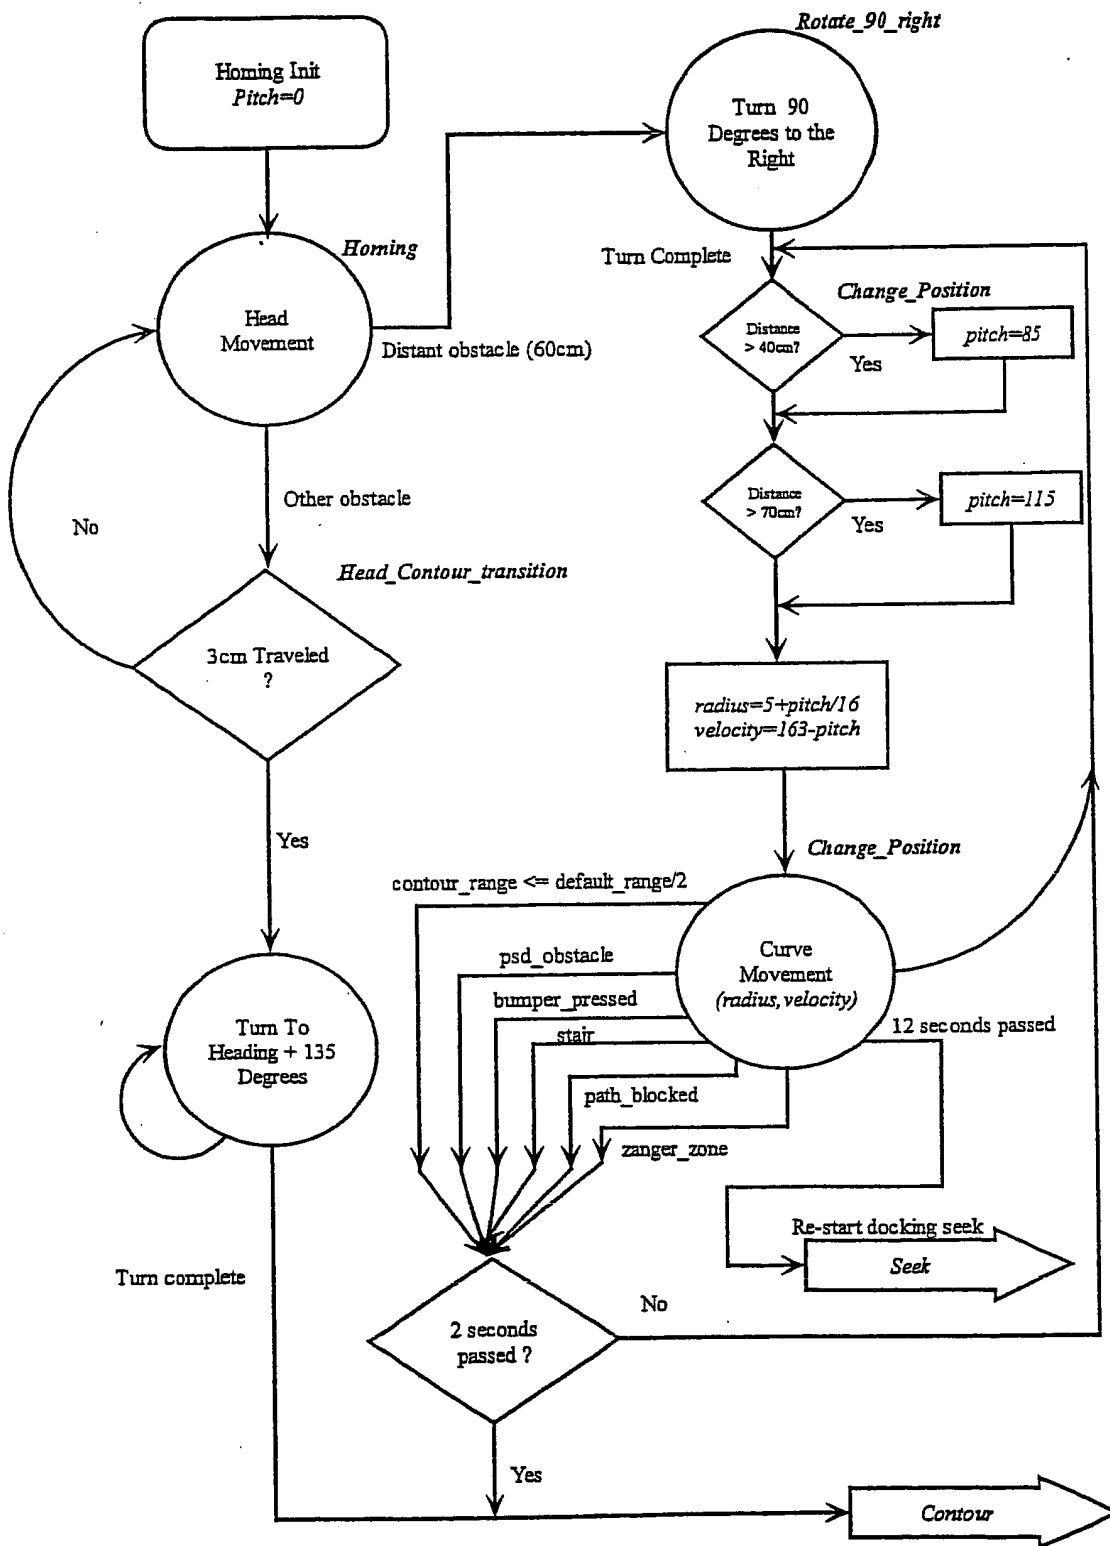 Homing Init
Pitch=0
Rotate_90_right
Turn 90
Degrees to the
Right
Homing
Head
Movement
Distant obstacle (60cm)
Turn Complete
Change_Position
Distance
> 40cm?
Yes
pitch=85
Other obstacle
No
Distance
> 70cm?
Yes
pitch=115
Head_Contour_transition
3cm Traveled
?
radius=5+pitch/16
velocity=163-pitch
Yes
Change_Position
contour_range <= default_range/2
psd_obstacle
bumper_pressed
stair
path_blocked
zanger_zone
Curve
Movement
(radius,velocity)
12 seconds passed
Turn To
Heading + 135
Degrees
Re-start docking seek
Seek
Turn complete
No
2 seconds
passed ?
Yes
Contour